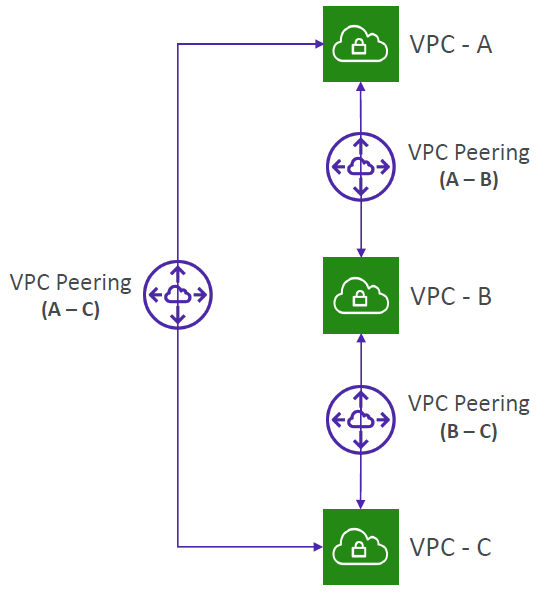 VPC - A
VPC Peering
(A – B)
VPC Peering
(A – C)
VPC - B
VPC Peering
(B – C)
VPC - C